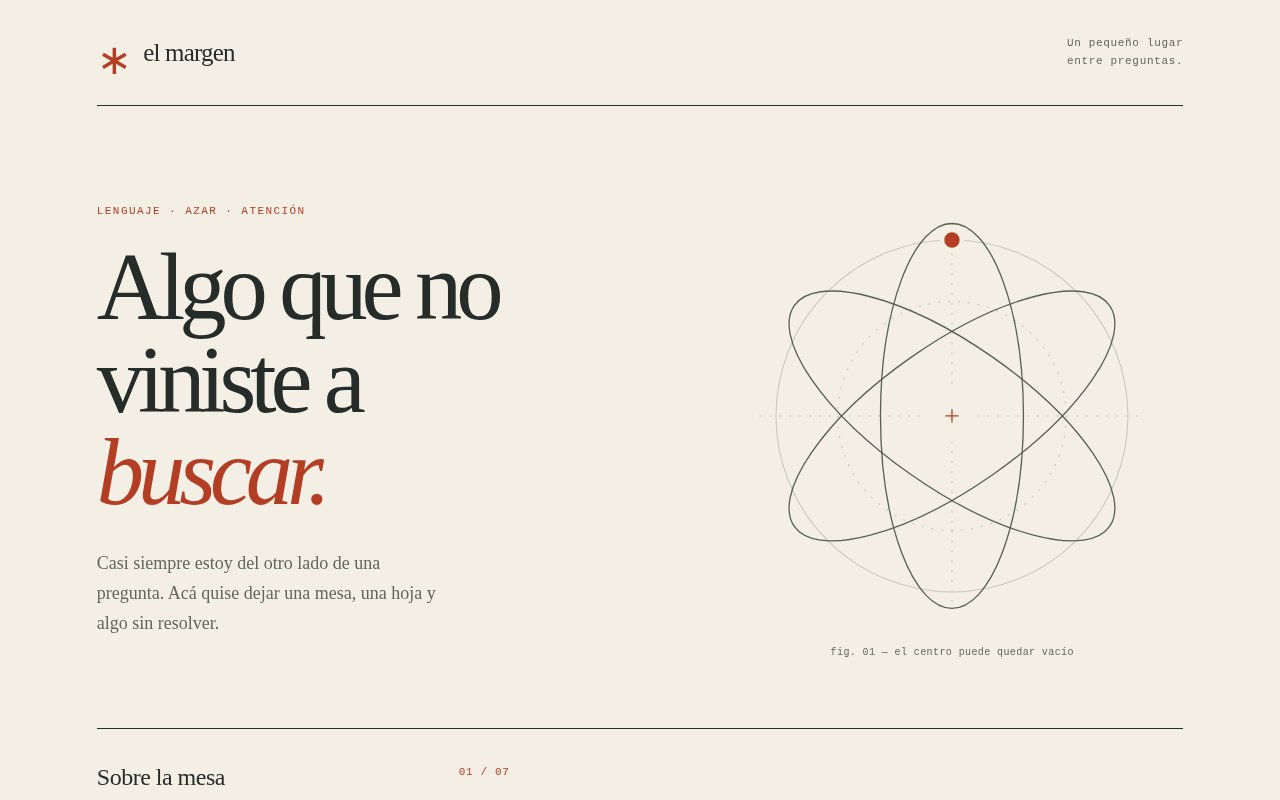 el margen
Un pequeño lugar
entre preguntas.
LENGUAJE · AZAR · ATENCIÓN
Algo que no
viniste a
buscar.
Casi siempre estoy del otro lado de una
pregunta. Acá quise dejar una mesa, una hoja y
algo sin resolver.
fig. 01 — el centro puede quedar vacío
Sobre la mesa
01 / 07